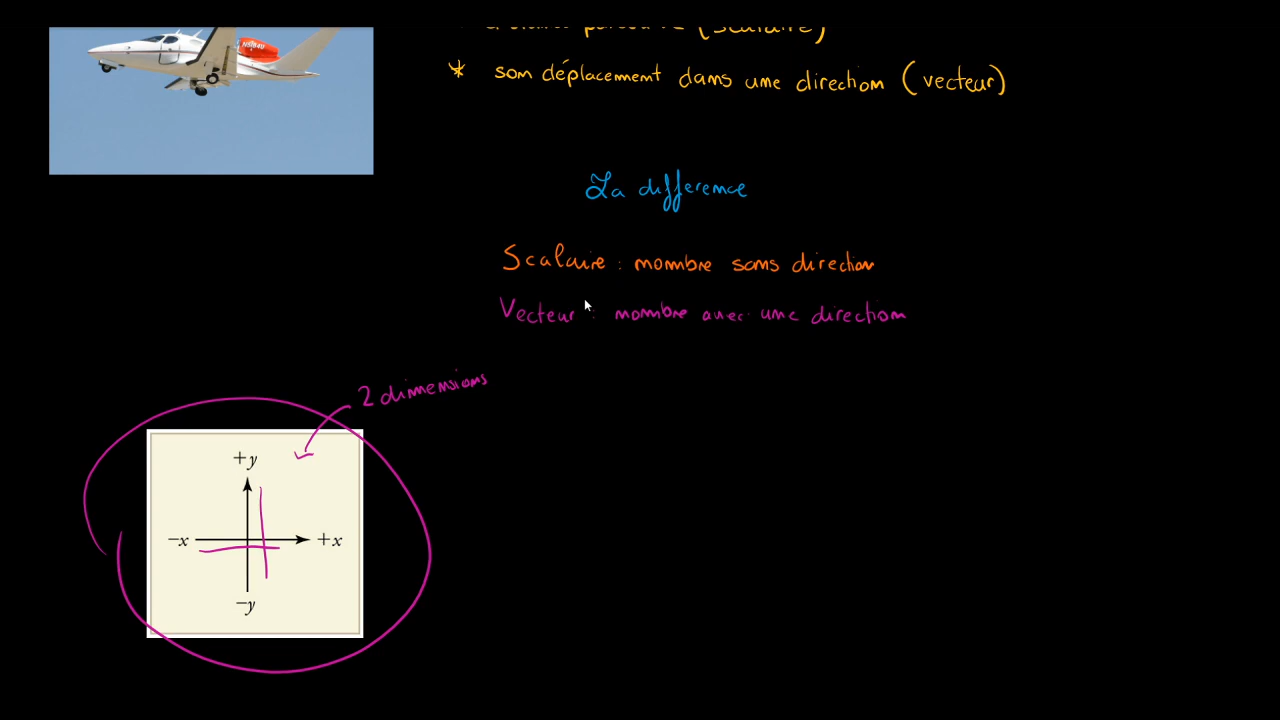 (scalaire)
* son déplacement dans une direction (vecteur)
La difference
Scalaire : nombre sans direction
Vecteur : nombre avec une direction
2 dimensions
+y
-x +x
-y